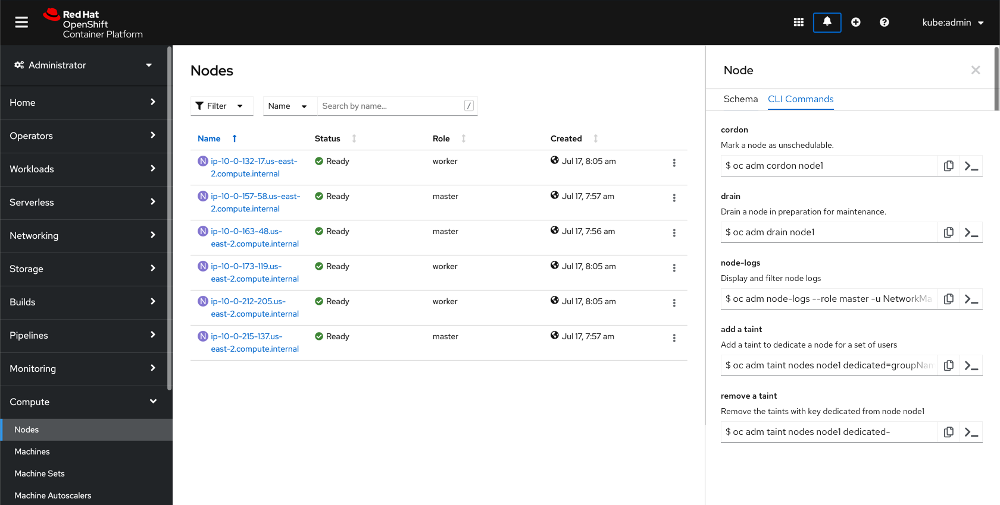 Red Hat
OpenShift
Container Platform
kube:admin
Administrator
Home
Operators
Workloads
Serverless
Networking
Storage
Builds
Pipelines
Monitoring
Compute
Nodes
Machines
Machine Sets
Machine Autoscalers
Nodes
Filter
Name
Search by name...
/
Name Status Role Created
N ip-10-0-132-17.us-east- Ready worker Jul 17, 8:05 am
2.compute.internal
N ip-10-0-157-58.us-east- Ready master Jul 17, 7:57 am
2.compute.internal
N ip-10-0-163-48.us- Ready master Jul 17, 7:56 am
east-2.compute.internal
N ip-10-0-173-119.us- Ready worker Jul 17, 8:05 am
east-2.compute.internal
N ip-10-0-212-205.us- Ready worker Jul 17, 8:05 am
east-2.compute.internal
N ip-10-0-215-137.us- Ready master Jul 17, 7:57 am
east-2.compute.internal
Node
Schema CLI Commands
cordon
Mark a node as unschedulable.
$ oc adm cordon node1
drain
Drain a node in preparation for maintenance.
$ oc adm drain node1
node-logs
Display and filter node logs
$ oc adm node-logs --role master -u NetworkMa
add a taint
Add a taint to dedicate a node for a set of users
$ oc adm taint nodes node1 dedicated=groupNam
remove a taint
Remove the taints with key dedicated from node node1
$ oc adm taint nodes node1 dedicated-